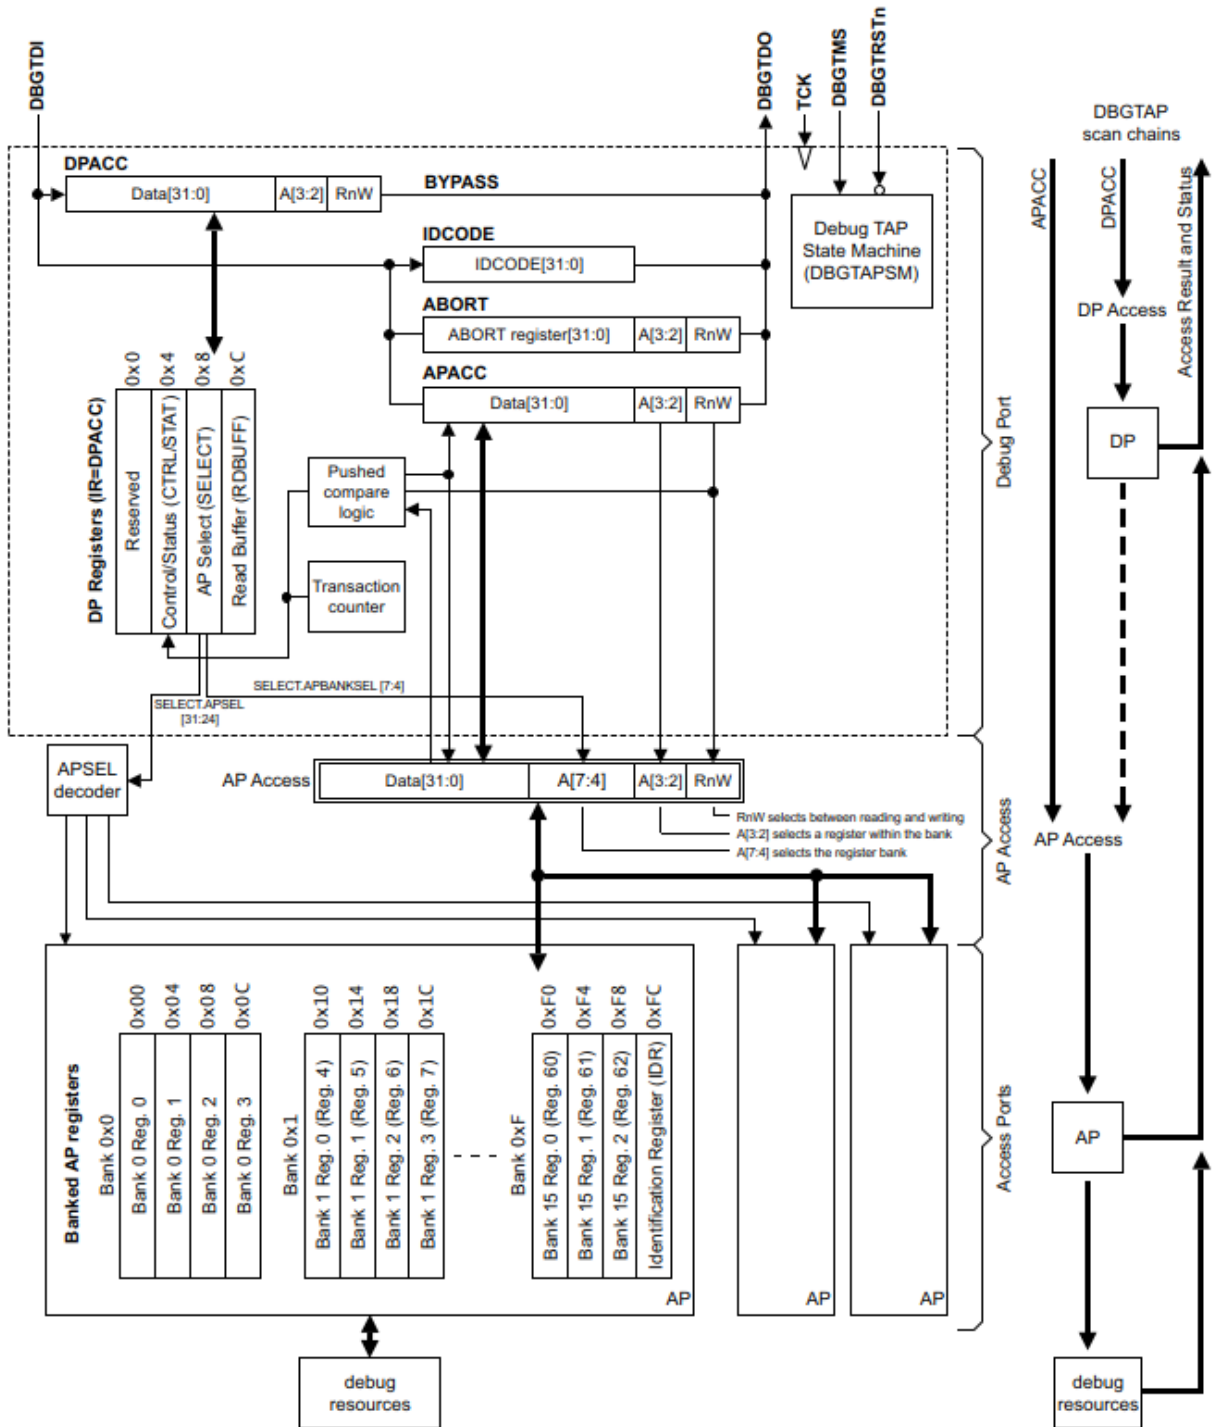 DBGTDI
DBGTDO
TCK
DBGTMS
DBGTRSTn
DBGTAP
scan chains
APACC
DPACC
Access Result and Status
DPACC
Data[31:0] A[3:2] RnW
BYPASS
IDCODE
IDCODE[31:0]
ABORT
ABORT register[31:0] A[3:2] RnW
APACC
Data[31:0] A[3:2] RnW
Debug TAP
State Machine
(DBGTAPSM)
DP Access
DP
Debug Port
DP Registers (IR=DPACC)
0x0
0x4
0x8
0xC
Reserved
Control/Status (CTRL/STAT)
AP Select (SELECT)
Read Buffer (RDBUFF)
Pushed
compare
logic
Transaction
counter
SELECT.APBANKSEL [7:4]
SELECT.APSEL
[31:24]
APSEL
decoder
AP Access
Data[31:0] A[7:4] A[3:2] RnW
RnW selects between reading and writing
A[3:2] selects a register within the bank
A[7:4] selects the register bank
AP Access
AP Access
Banked AP registers
Bank 0x0
0x00
0x04
0x08
0x0C
Bank 0 Reg. 0
Bank 0 Reg. 1
Bank 0 Reg. 2
Bank 0 Reg. 3
Bank 0x1
0x10
0x14
0x18
0x1C
Bank 1 Reg. 0 (Reg. 4)
Bank 1 Reg. 1 (Reg. 5)
Bank 1 Reg. 2 (Reg. 6)
Bank 1 Reg. 3 (Reg. 7)
Bank 0xF
0xF0
0xF4
0xF8
0xFC
Bank 15 Reg. 0 (Reg. 60)
Bank 15 Reg. 1 (Reg. 61)
Bank 15 Reg. 2 (Reg. 62)
Identification Register (IDR)
AP
AP
AP
Access Ports
AP
debug
resources
debug
resources